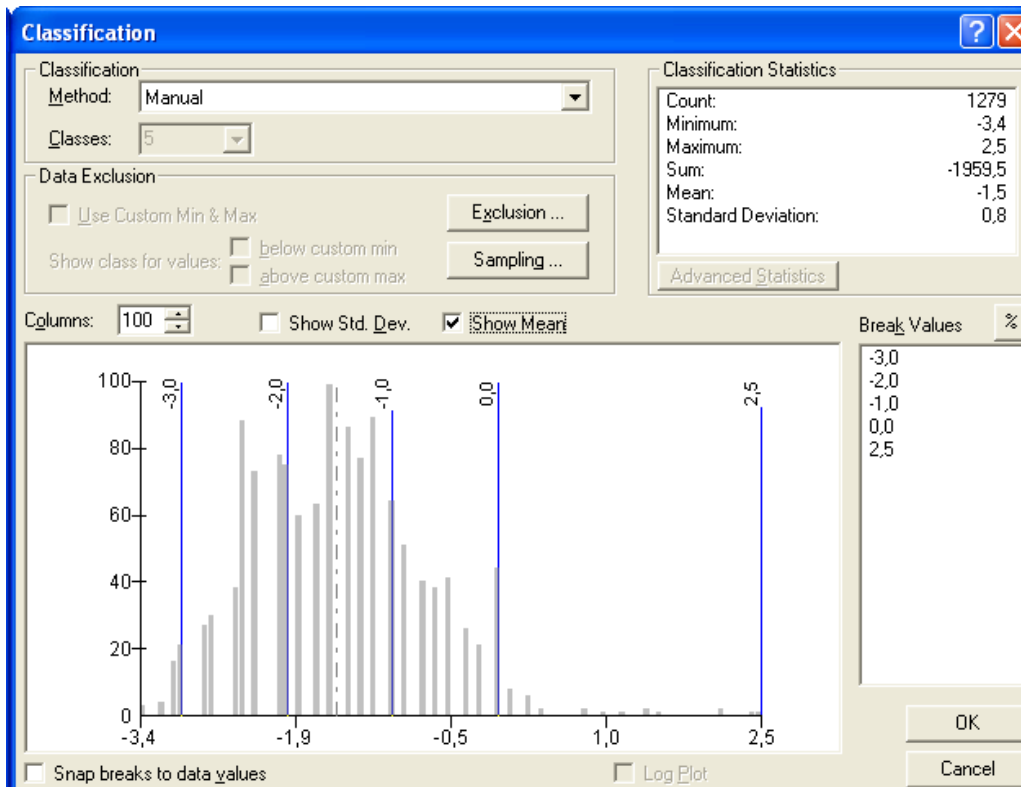 Classification
Classification
Method: Manual
Classes: 5
Data Exclusion
Use Custom Min & Max
Exclusion ...
Show class for values:
below custom min
above custom max
Sampling ...
Classification Statistics
Count: 1279
Minimum: -3,4
Maximum: 2,5
Sum: -1959,5
Mean: -1,5
Standard Deviation: 0,8
Advanced Statistics
Columns: 100
Show Std. Dev.
Show Mean
Break Values
%
-3,0
-2,0
-1,0
0,0
2,5
100
80
60
40
20
0
-3,0
-2,0
-1,0
0,0
2,5
-3,4
-1,9
-0,5
1,0
2,5
Snap breaks to data values
Log Plot
OK
Cancel